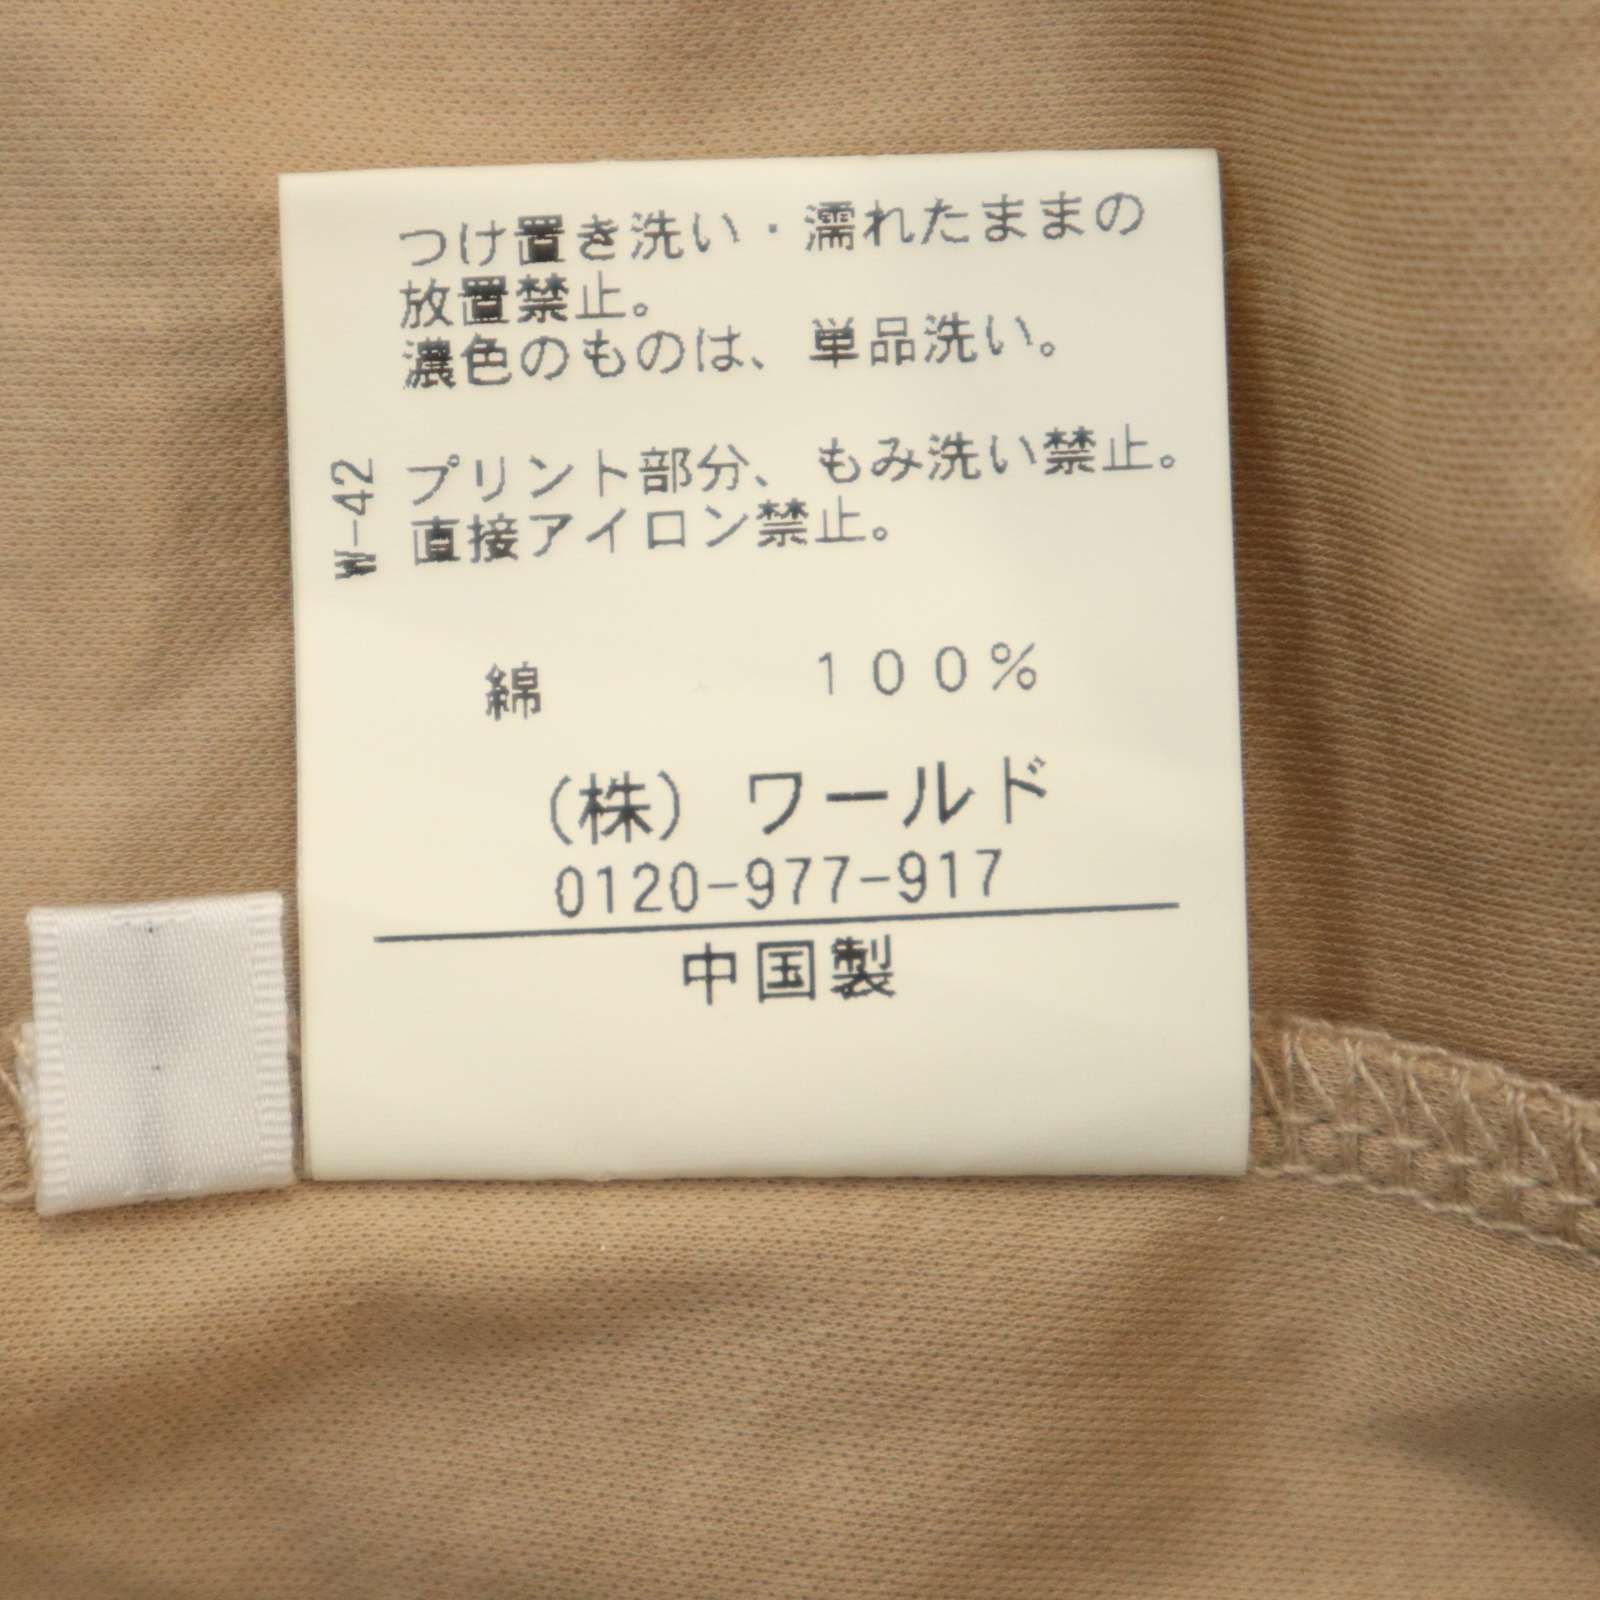 つけ置き洗い・濡れたままの
放置禁止。
濃色のものは、単品洗い。
W-42
プリント部分、もみ洗い禁止。
直接アイロン禁止。
綿 100%
(株)ワールド
0120-977-917
中国製